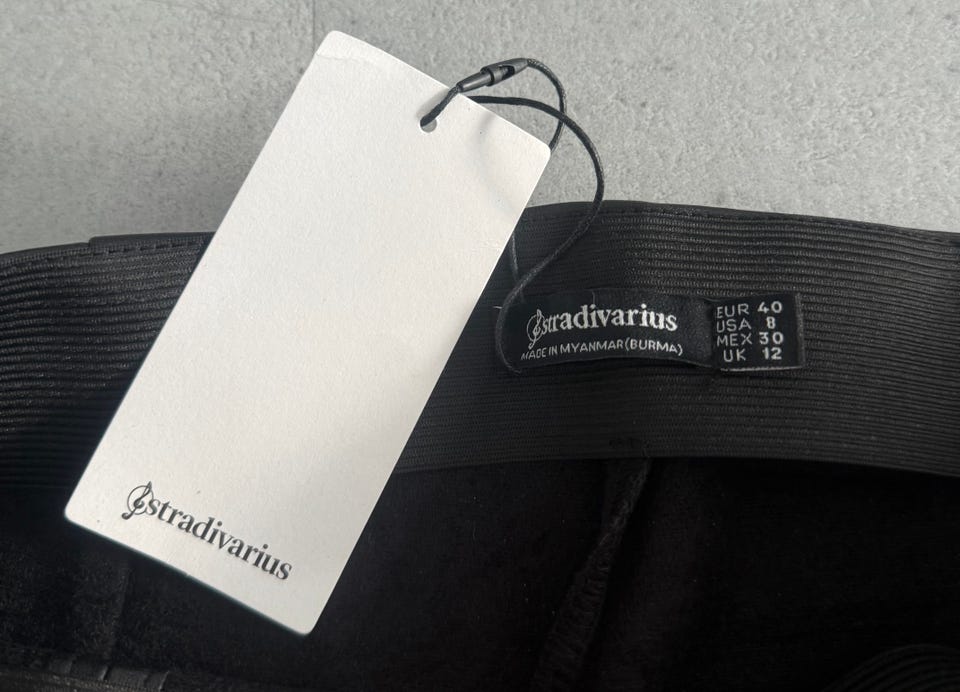 stradivarius
MADE IN MYANMAR (BURMA)
EUR 40
USA 8
MEX 30
UK 12
stradivarius